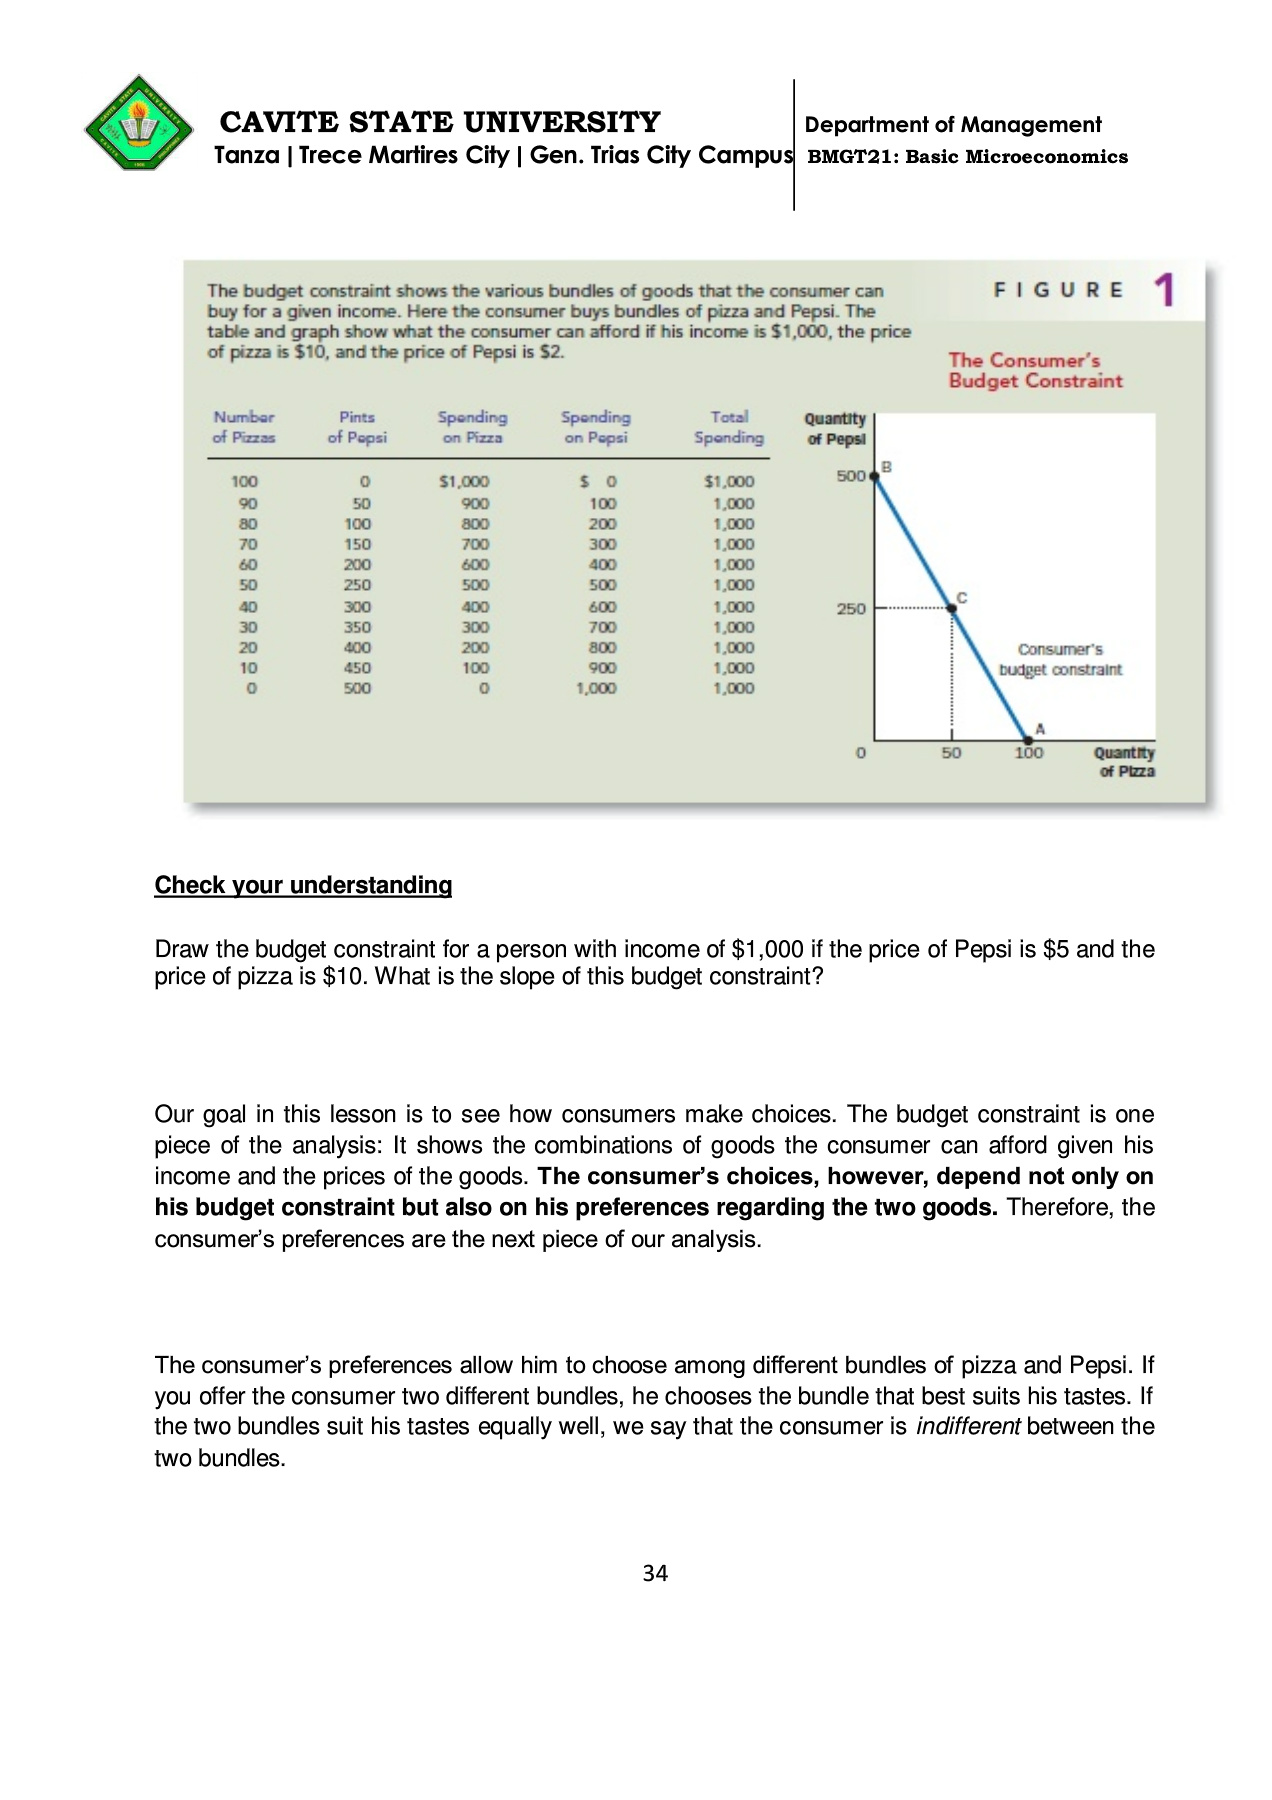 CAVITE STATE UNIVERSITY
Tanza | Trece Martires City | Gen. Trias City Campus
Department of Management
BMGT21: Basic Microeconomics
The budget constraint shows the various bundles of goods that the consumer can
buy for a given income. Here the consumer buys bundles of pizza and Pepsi. The
table and graph show what the consumer can afford if his income is $1,000, the price
of pizza is $10, and the price of Pepsi is $2.
FIGURE 1
The Consumer's
Budget Constraint
Number of Pizzas Pints of Pepsi Spending on Pizza Spending on Pepsi Total Spending
100 0 $1,000 $ 0 $1,000
90 50 900 100 1,000
80 100 800 200 1,000
70 150 700 300 1,000
60 200 600 400 1,000
50 250 500 500 1,000
40 300 400 600 1,000
30 350 300 700 1,000
20 400 200 800 1,000
10 450 100 900 1,000
0 500 0 1,000 1,000
Quantity
of Pepsi
500
B
250
C
Consumer's
budget constraint
A
0 50 100
Quantity
of Pizza
Check your understanding
Draw the budget constraint for a person with income of $1,000 if the price of Pepsi is $5 and the
price of pizza is $10. What is the slope of this budget constraint?
Our goal in this lesson is to see how consumers make choices. The budget constraint is one
piece of the analysis: It shows the combinations of goods the consumer can afford given his
income and the prices of the goods. The consumer’s choices, however, depend not only on
his budget constraint but also on his preferences regarding the two goods. Therefore, the
consumer’s preferences are the next piece of our analysis.
The consumer’s preferences allow him to choose among different bundles of pizza and Pepsi. If
you offer the consumer two different bundles, he chooses the bundle that best suits his tastes. If
the two bundles suit his tastes equally well, we say that the consumer is indifferent between the
two bundles.
34